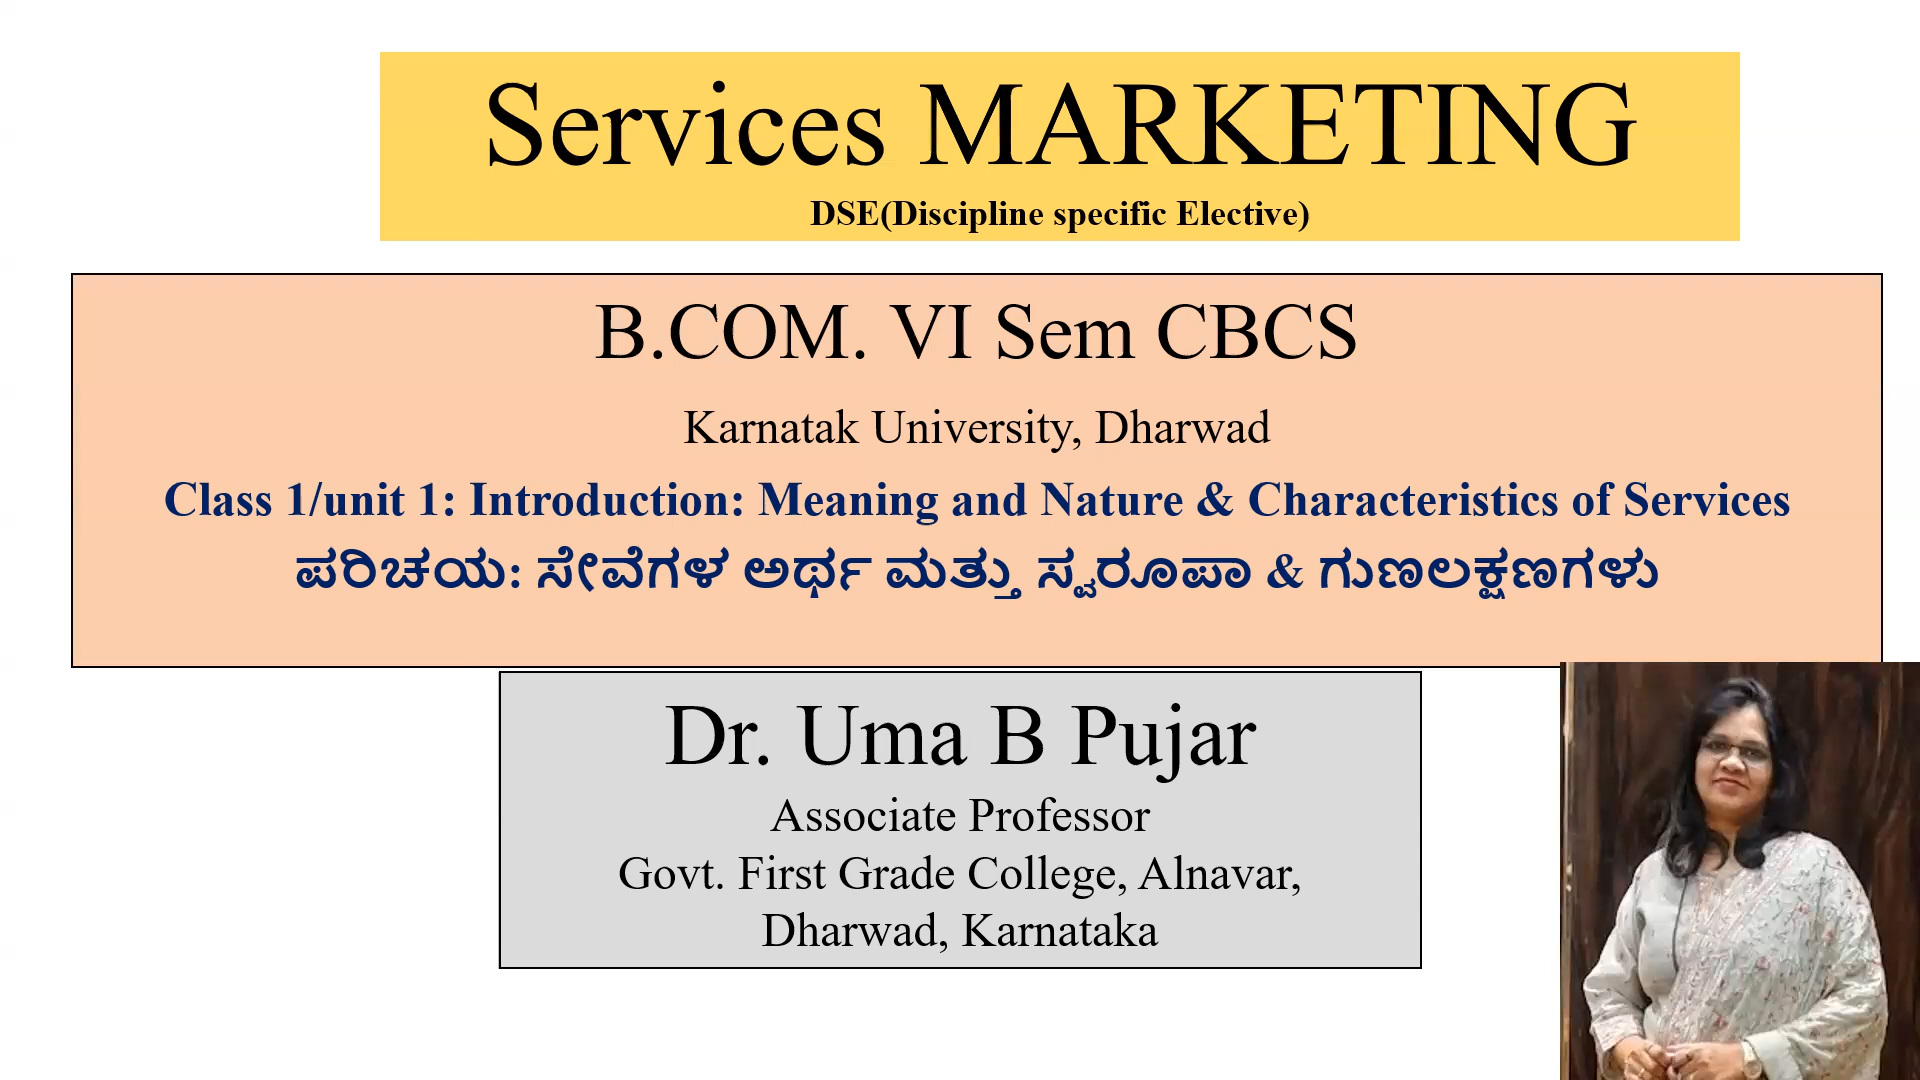 Services MARKETING
DSE(Discipline specific Elective)
B.COM. VI Sem CBCS
Karnatak University, Dharwad
Class 1/unit 1: Introduction: Meaning and Nature & Characteristics of Services
ಪರಿಚಯ: ಸೇವೆಗಳ ಅರ್ಥ ಮತ್ತು ಸ್ವರೂಪಾ & ಗುಣಲಕ್ಷಣಗಳು
Dr. Uma B Pujar
Associate Professor
Govt. First Grade College, Alnavar,
Dharwad, Karnataka